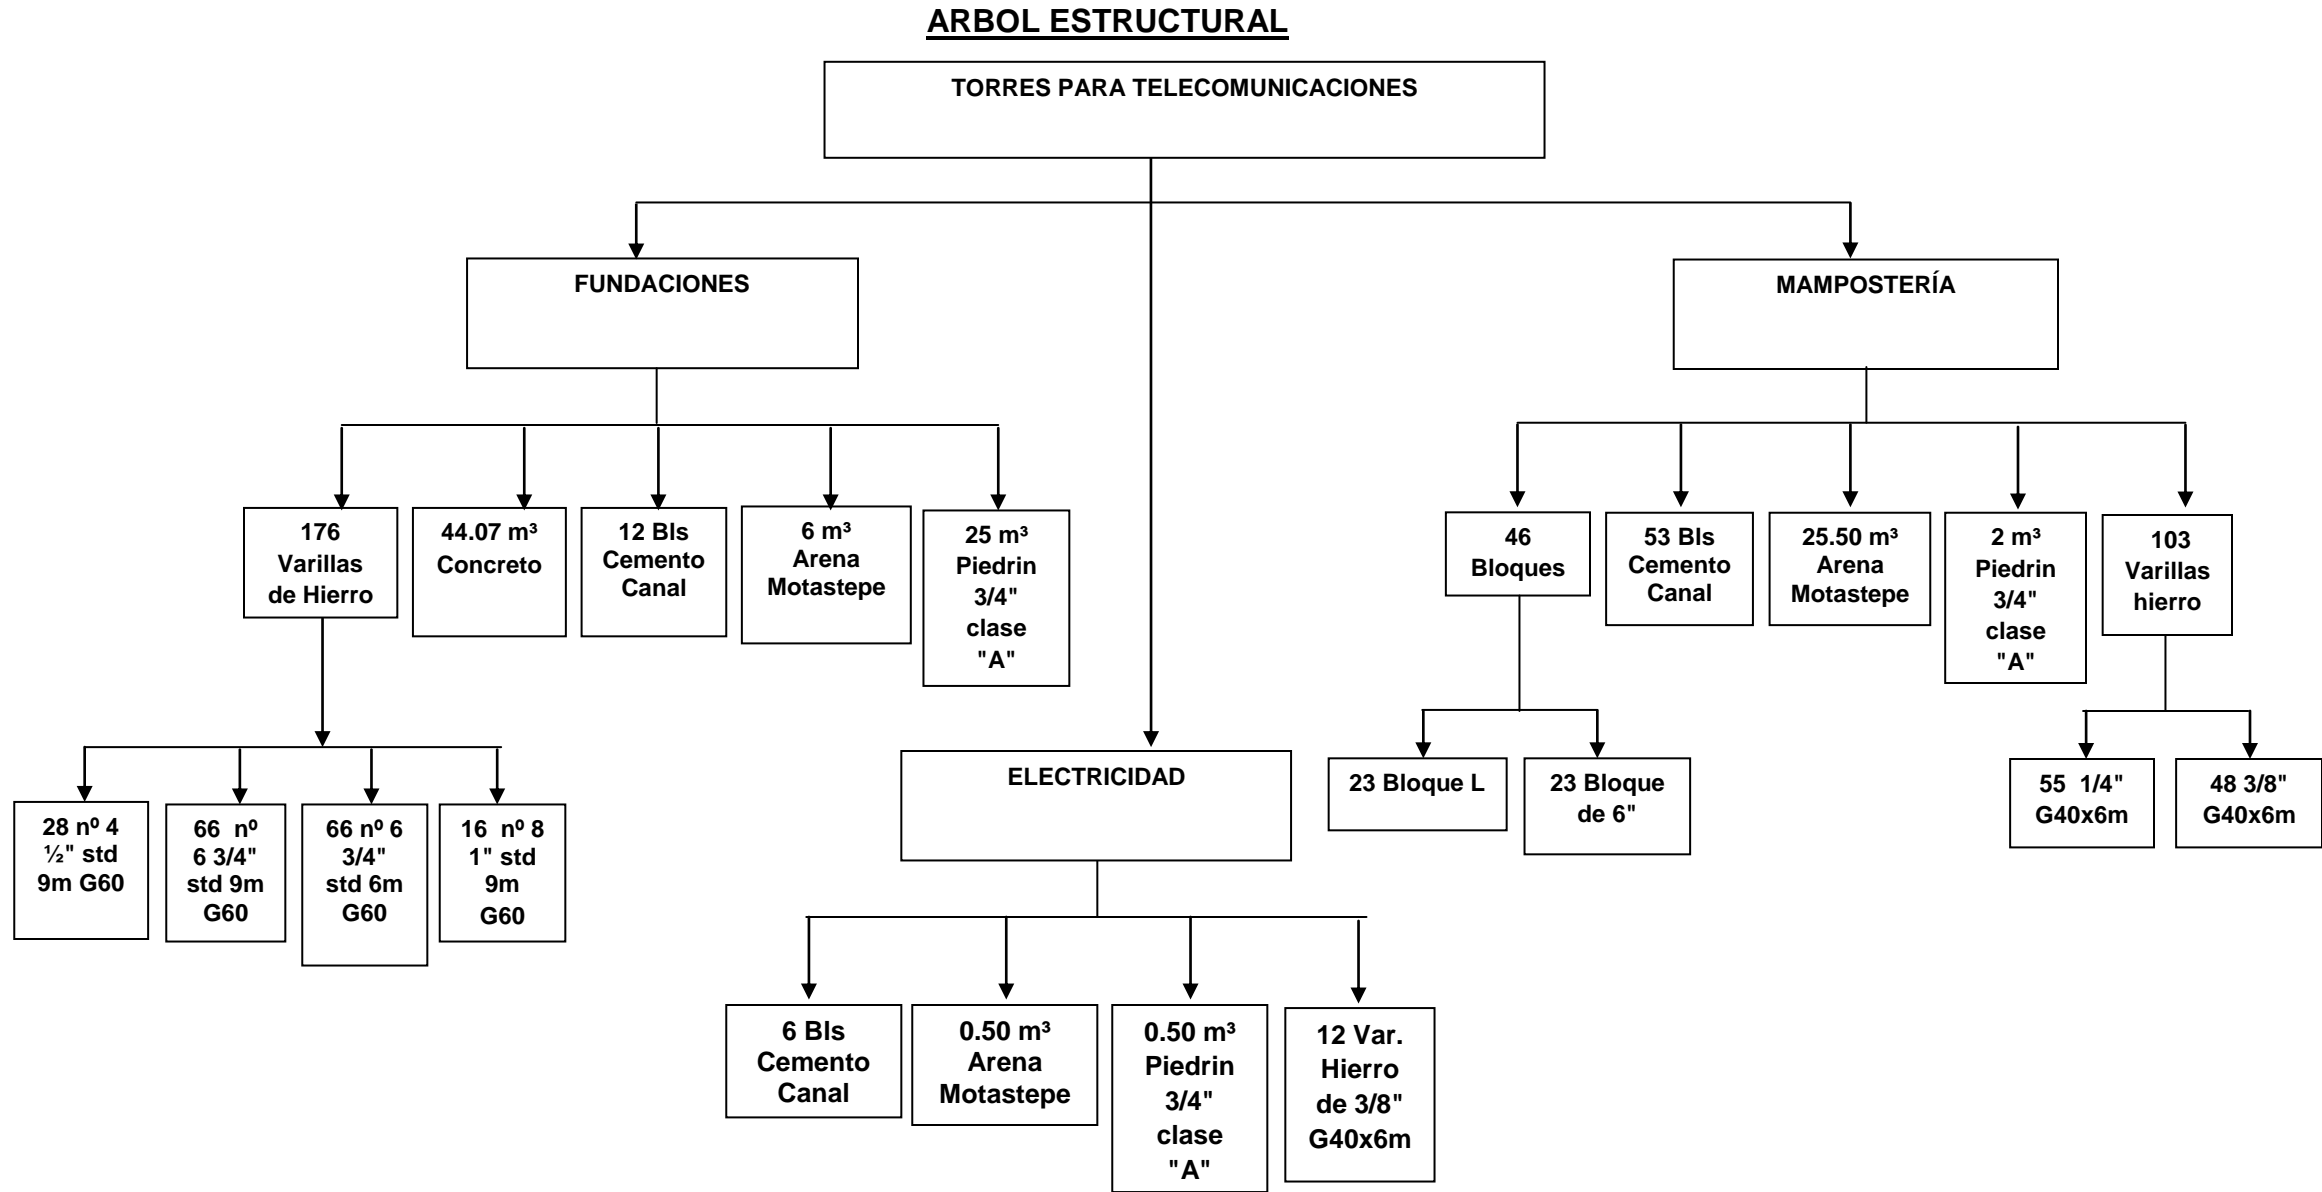 ARBOL ESTRUCTURAL
TORRES PARA TELECOMUNICACIONES
FUNDACIONES
MAMPOSTERÍA
176
Varillas
de Hierro
44.07 m³
Concreto
12 Bls
Cemento
Canal
6 m³
Arena
Motastepe
25 m³
Piedrin
3/4"
clase
"A"
46
Bloques
53 Bls
Cemento
Canal
25.50 m³
Arena
Motastepe
2 m³
Piedrin
3/4"
clase
"A"
103
Varillas
hierro
28 nº 4
½" std
9m G60
66  nº
6 3/4"
std 9m
G60
66 nº 6
3/4"
std 6m
G60
16  nº 8
1" std
9m
G60
ELECTRICIDAD
23 Bloque L
23 Bloque
de 6"
55  1/4"
G40x6m
48 3/8"
G40x6m
6 Bls
Cemento
Canal
0.50 m³
Arena
Motastepe
0.50 m³
Piedrin
3/4"
clase
"A"
12 Var.
Hierro
de 3/8"
G40x6m